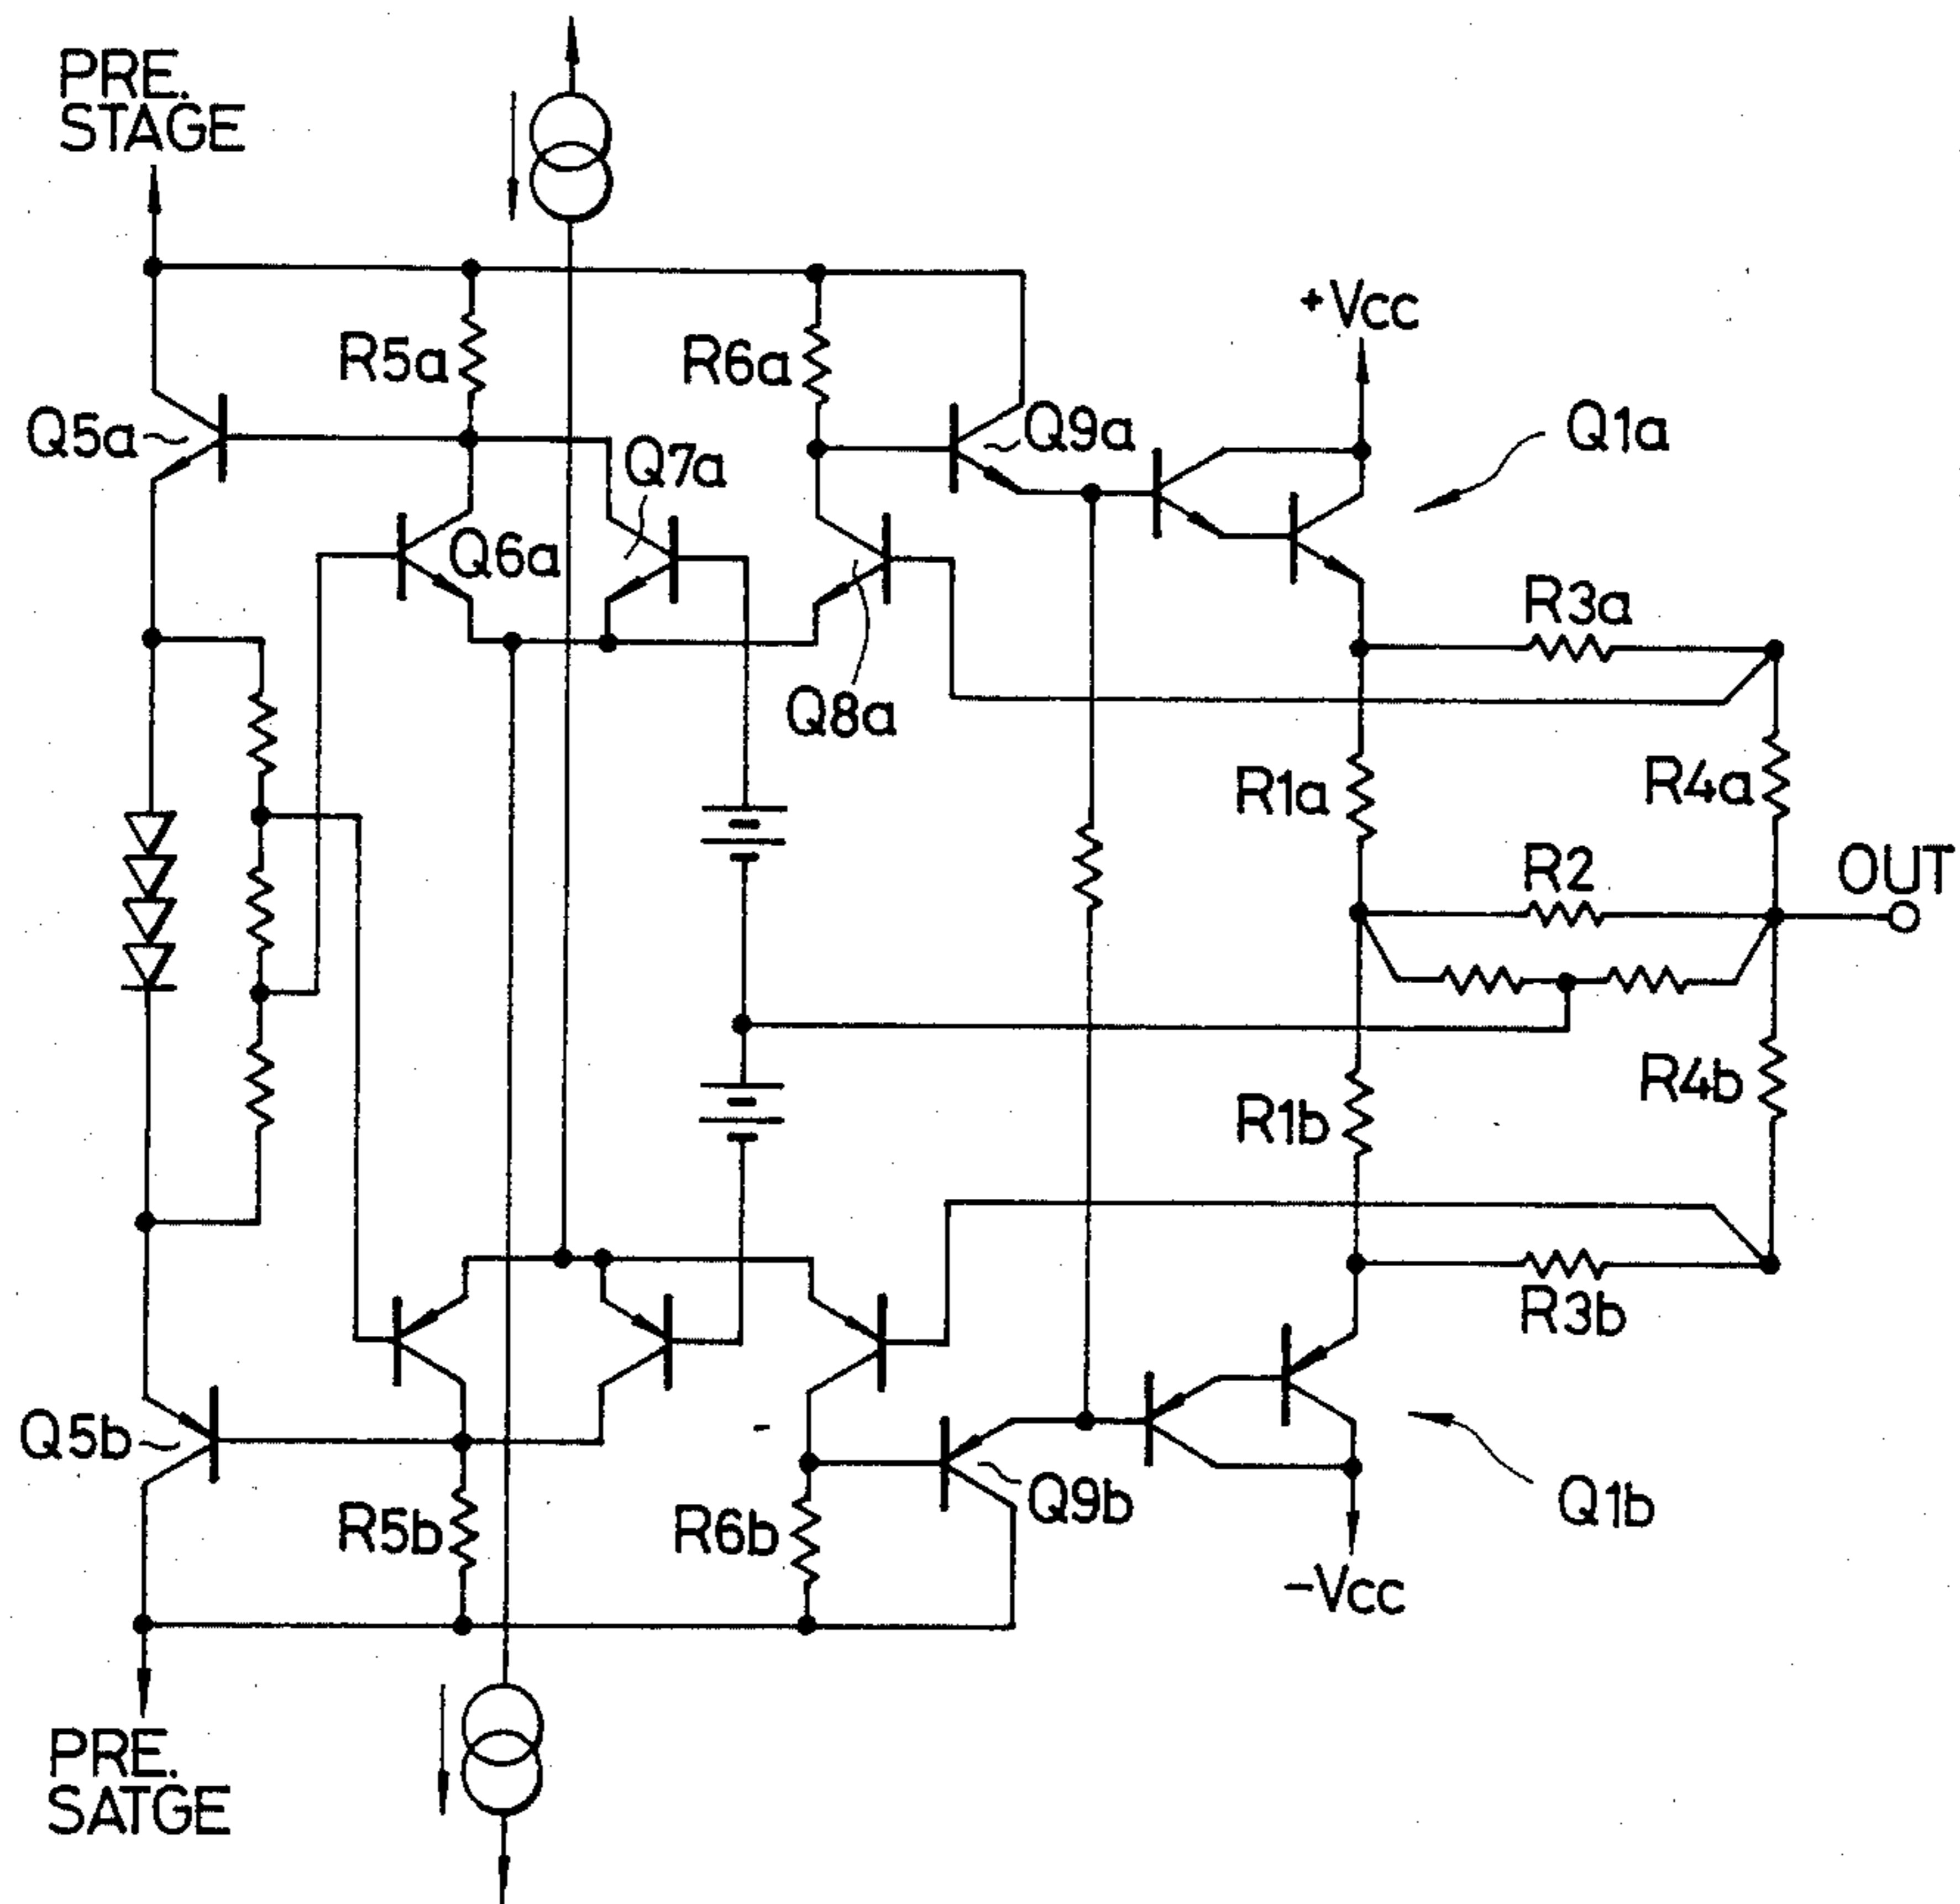 PRE.
STAGE
+Vcc
R5a
R6a
Q5a
Q7a
Q9a
Q1a
Q6a
R3a
Q8a
R1a
R4a
R2
OUT
R1b
R4b
R3b
Q5b
R5b
R6b
Q9b
Q1b
-Vcc
PRE.
SATGE